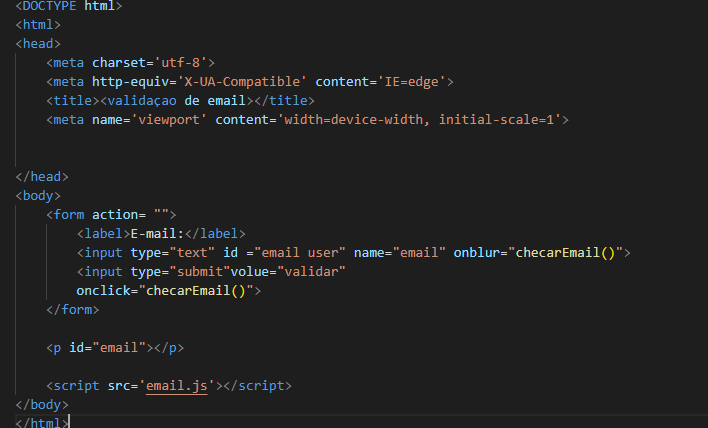 <DOCTYPE html>
<html>
<head>
    <meta charset='utf-8'>
    <meta http-equiv='X-UA-Compatible' content='IE=edge'>
    <title><validaçao de email></title>
    <meta name='viewport' content='width=device-width, initial-scale=1'>
</head>
<body>
    <form action= "">
        <label>E-mail:</label>
        <input type="text" id ="email user" name="email" onblur="checarEmail()">
        <input type="submit"volue="validar"
        onclick="checarEmail()">
    </form>
    <p id="email"></p>
    <script src='email.js'></script>
</body>
</html>